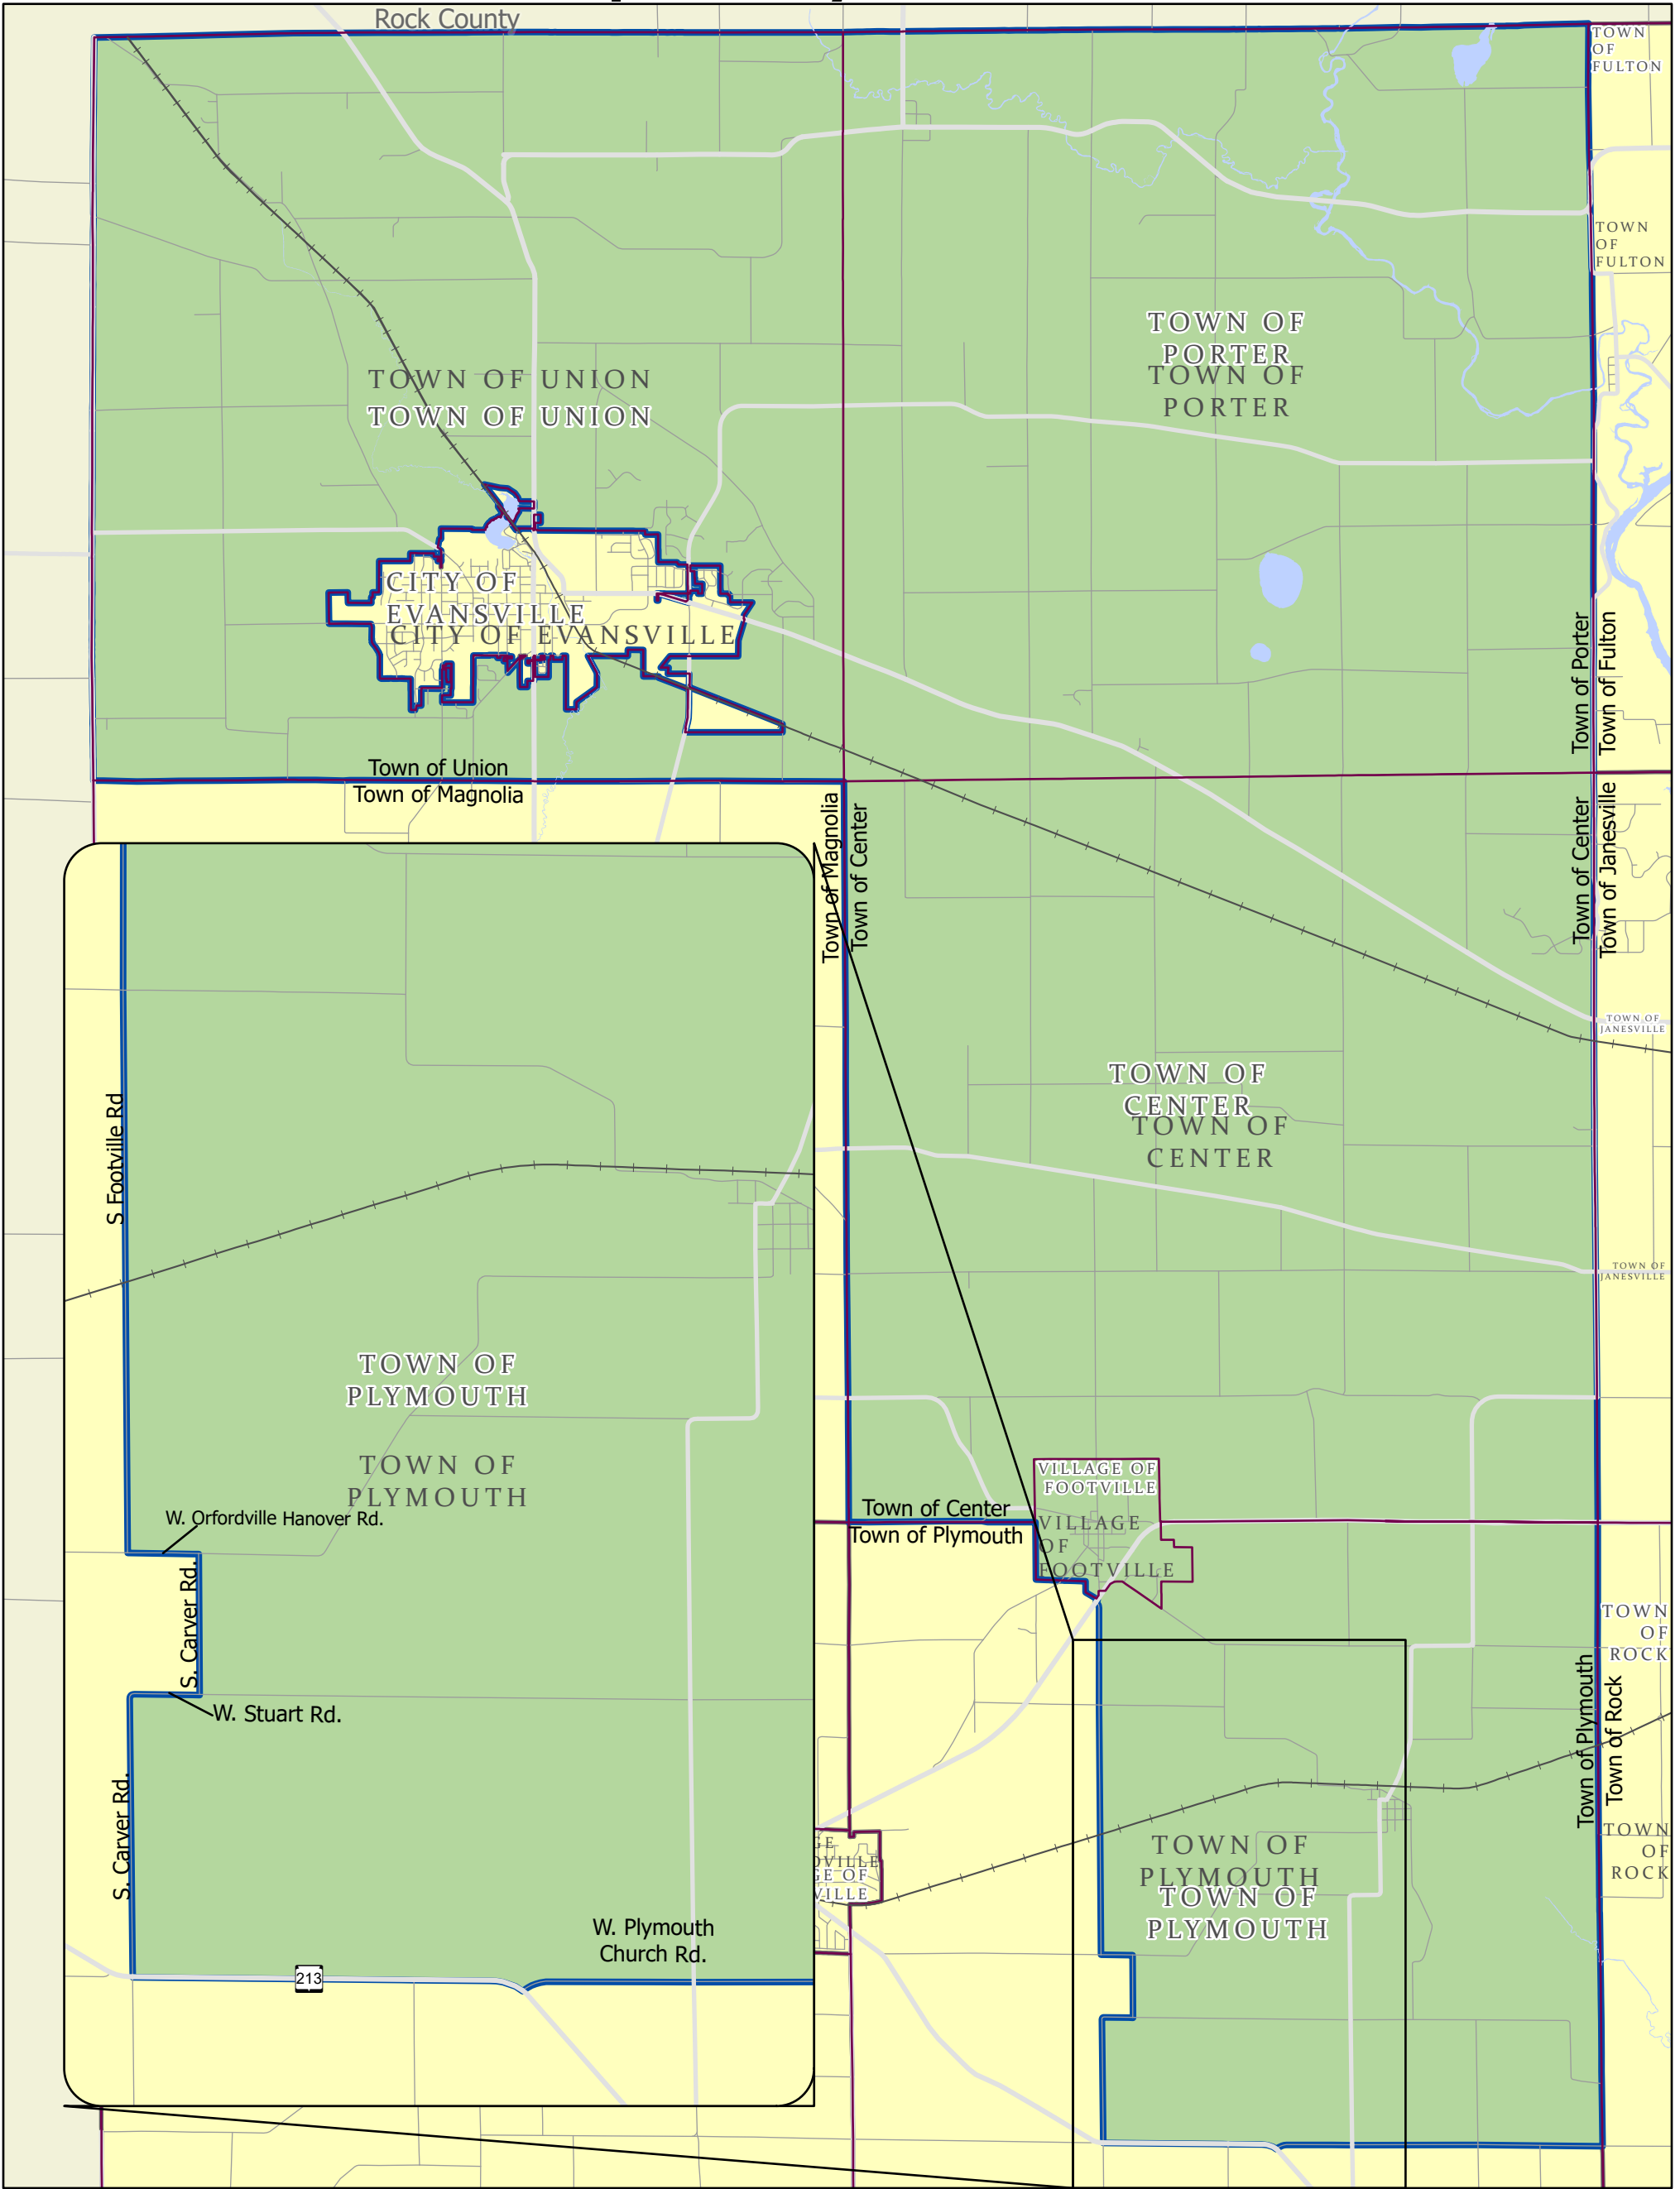 Rock County
TOWN
OF
FULTON
TOWN
OF
FULTON
TOWN OF
PORTER
TOWN OF
PORTER
TOWN OF UNION
TOWN OF UNION
CITY OF
EVANSVILLE
CITY OF EVANSVILLE
Town of Porter
Town of Fulton
Town of Union
Town of Magnolia
Town of Magnolia
Town of Center
Town of Center
Town of Janesville
TOWN OF
JANESVILLE
TOWN OF
CENTER
TOWN OF
CENTER
S Footville Rd
TOWN OF
JANESVILLE
TOWN OF
PLYMOUTH
TOWN OF
PLYMOUTH
VILLAGE OF
FOOTVILLE
Town of Center
Town of Plymouth
VILLAGE
OF
FOOTVILLE
W. Orfordville Hanover Rd.
S. Carver Rd.
W. Stuart Rd.
S. Carver Rd.
TOWN
OF
ROCK
Town of Plymouth
Town of Rock
TOWN
OF
ROCK
GE
DVILLE
GE OF
VILLE
TOWN OF
PLYMOUTH
TOWN OF
PLYMOUTH
W. Plymouth
Church Rd.
213